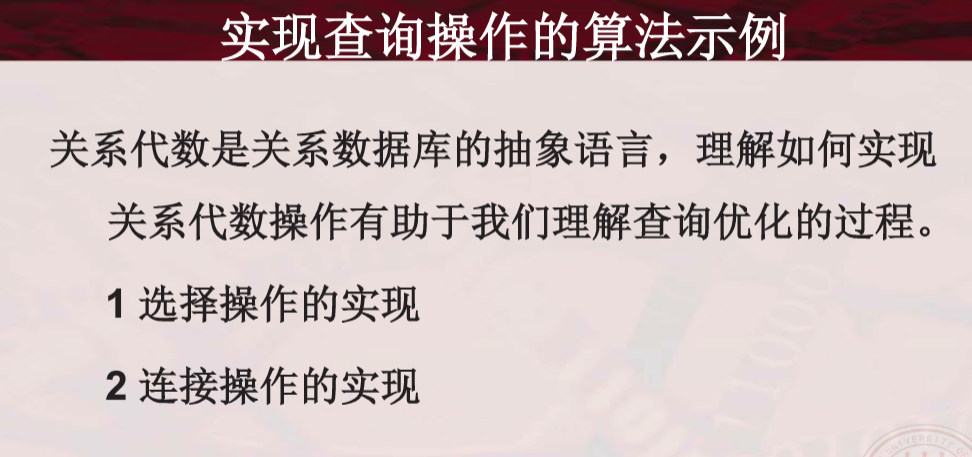 实现查询操作的算法示例
关系代数是关系数据库的抽象语言，理解如何实现
关系代数操作有助于我们理解查询优化的过程。
1 选择操作的实现
2 连接操作的实现